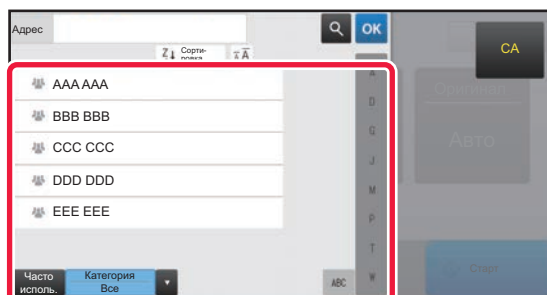 Адрес
OK
CA
Сорти-
ровка
AAA AAA
BBB BBB
CCC CCC
DDD DDD
EEE EEE
A
D
G
J
M
P
T
W
Оригинал
Авто
Часто
исполь.
Категория
Все
ABC
Старт